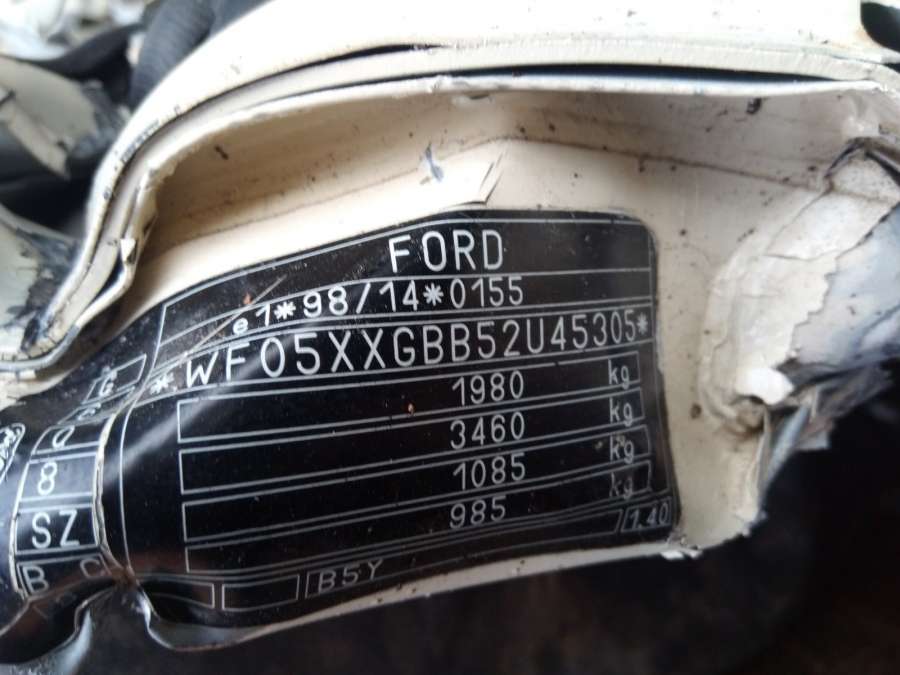 FORD
e1*98/14*0155
*WF05XXGBB52U45305*
1980 kg
3460 kg
1085 kg
985 kg
B5Y
1.40
8
SZ
B C